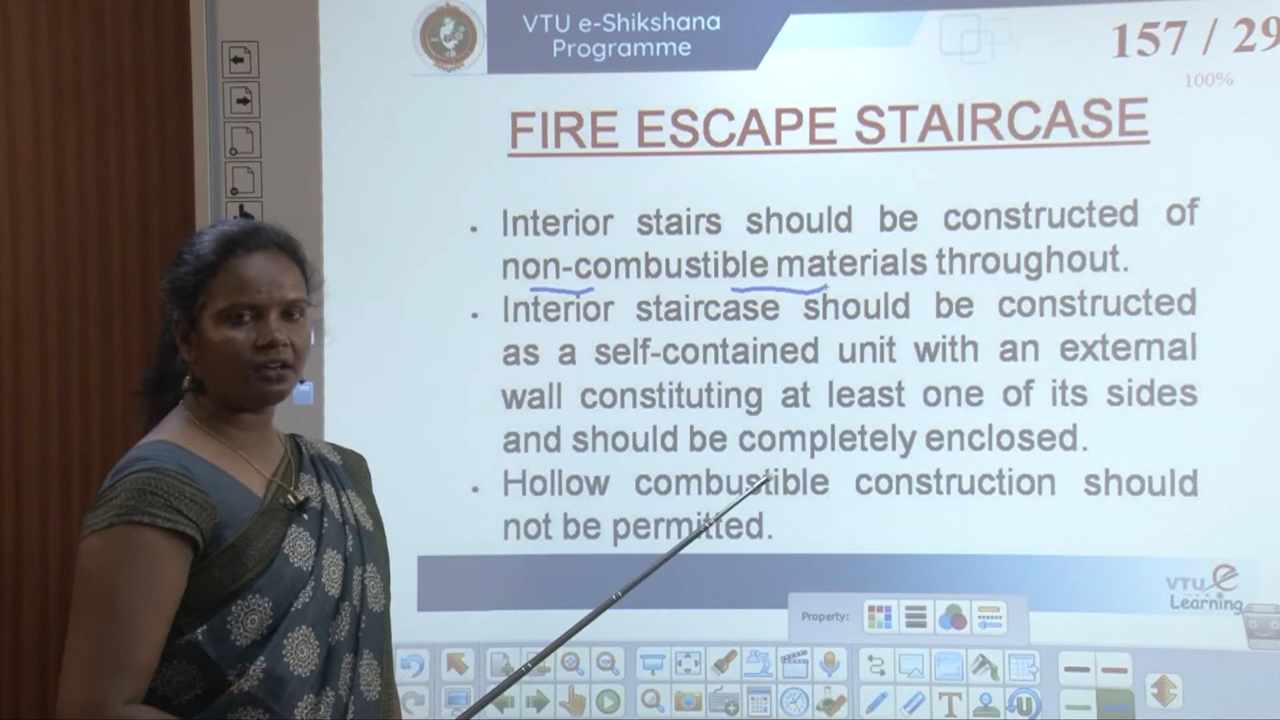 VTU e-Shikshana
Programme
157 / 29
100%
FIRE ESCAPE STAIRCASE
. Interior stairs should be constructed of
non-combustible materials throughout.
. Interior staircase should be constructed
as a self-contained unit with an external
wall constituting at least one of its sides
and should be completely enclosed.
. Hollow combustible construction should
not be permitted.
VTU e
Learning
Property: